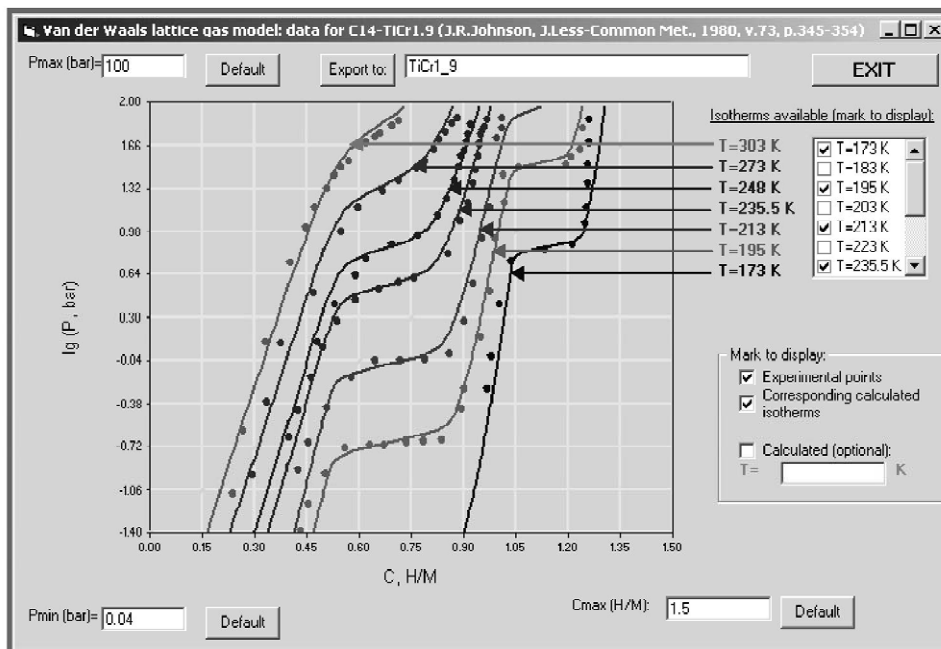 Van der Waals lattice gas model: data for C14-TiCr1.9 (J.R.Johnson, J.Less-Common Met., 1980, v.73, p.345-354)
Pmax (bar)= 100
Default
Export to:
TiCr1_9
EXIT
Isotherms available (mark to display):
T=173 K
T=183 K
T=195 K
T=203 K
T=213 K
T=223 K
T=235.5 K
T=303 K
T=273 K
T=248 K
T=235.5 K
T=213 K
T=195 K
T=173 K
lg (P, bar)
2.00
1.66
1.32
0.98
0.64
0.30
-0.04
-0.38
-0.72
-1.06
-1.40
0.00 0.15 0.30 0.45 0.60 0.75 0.90 1.05 1.20 1.35 1.50
C, H/M
Mark to display:
Experimental points
Corresponding calculated
isotherms
Calculated (optional):
T= K
Pmin (bar)= 0.04
Default
Cmax (H/M): 1.5
Default